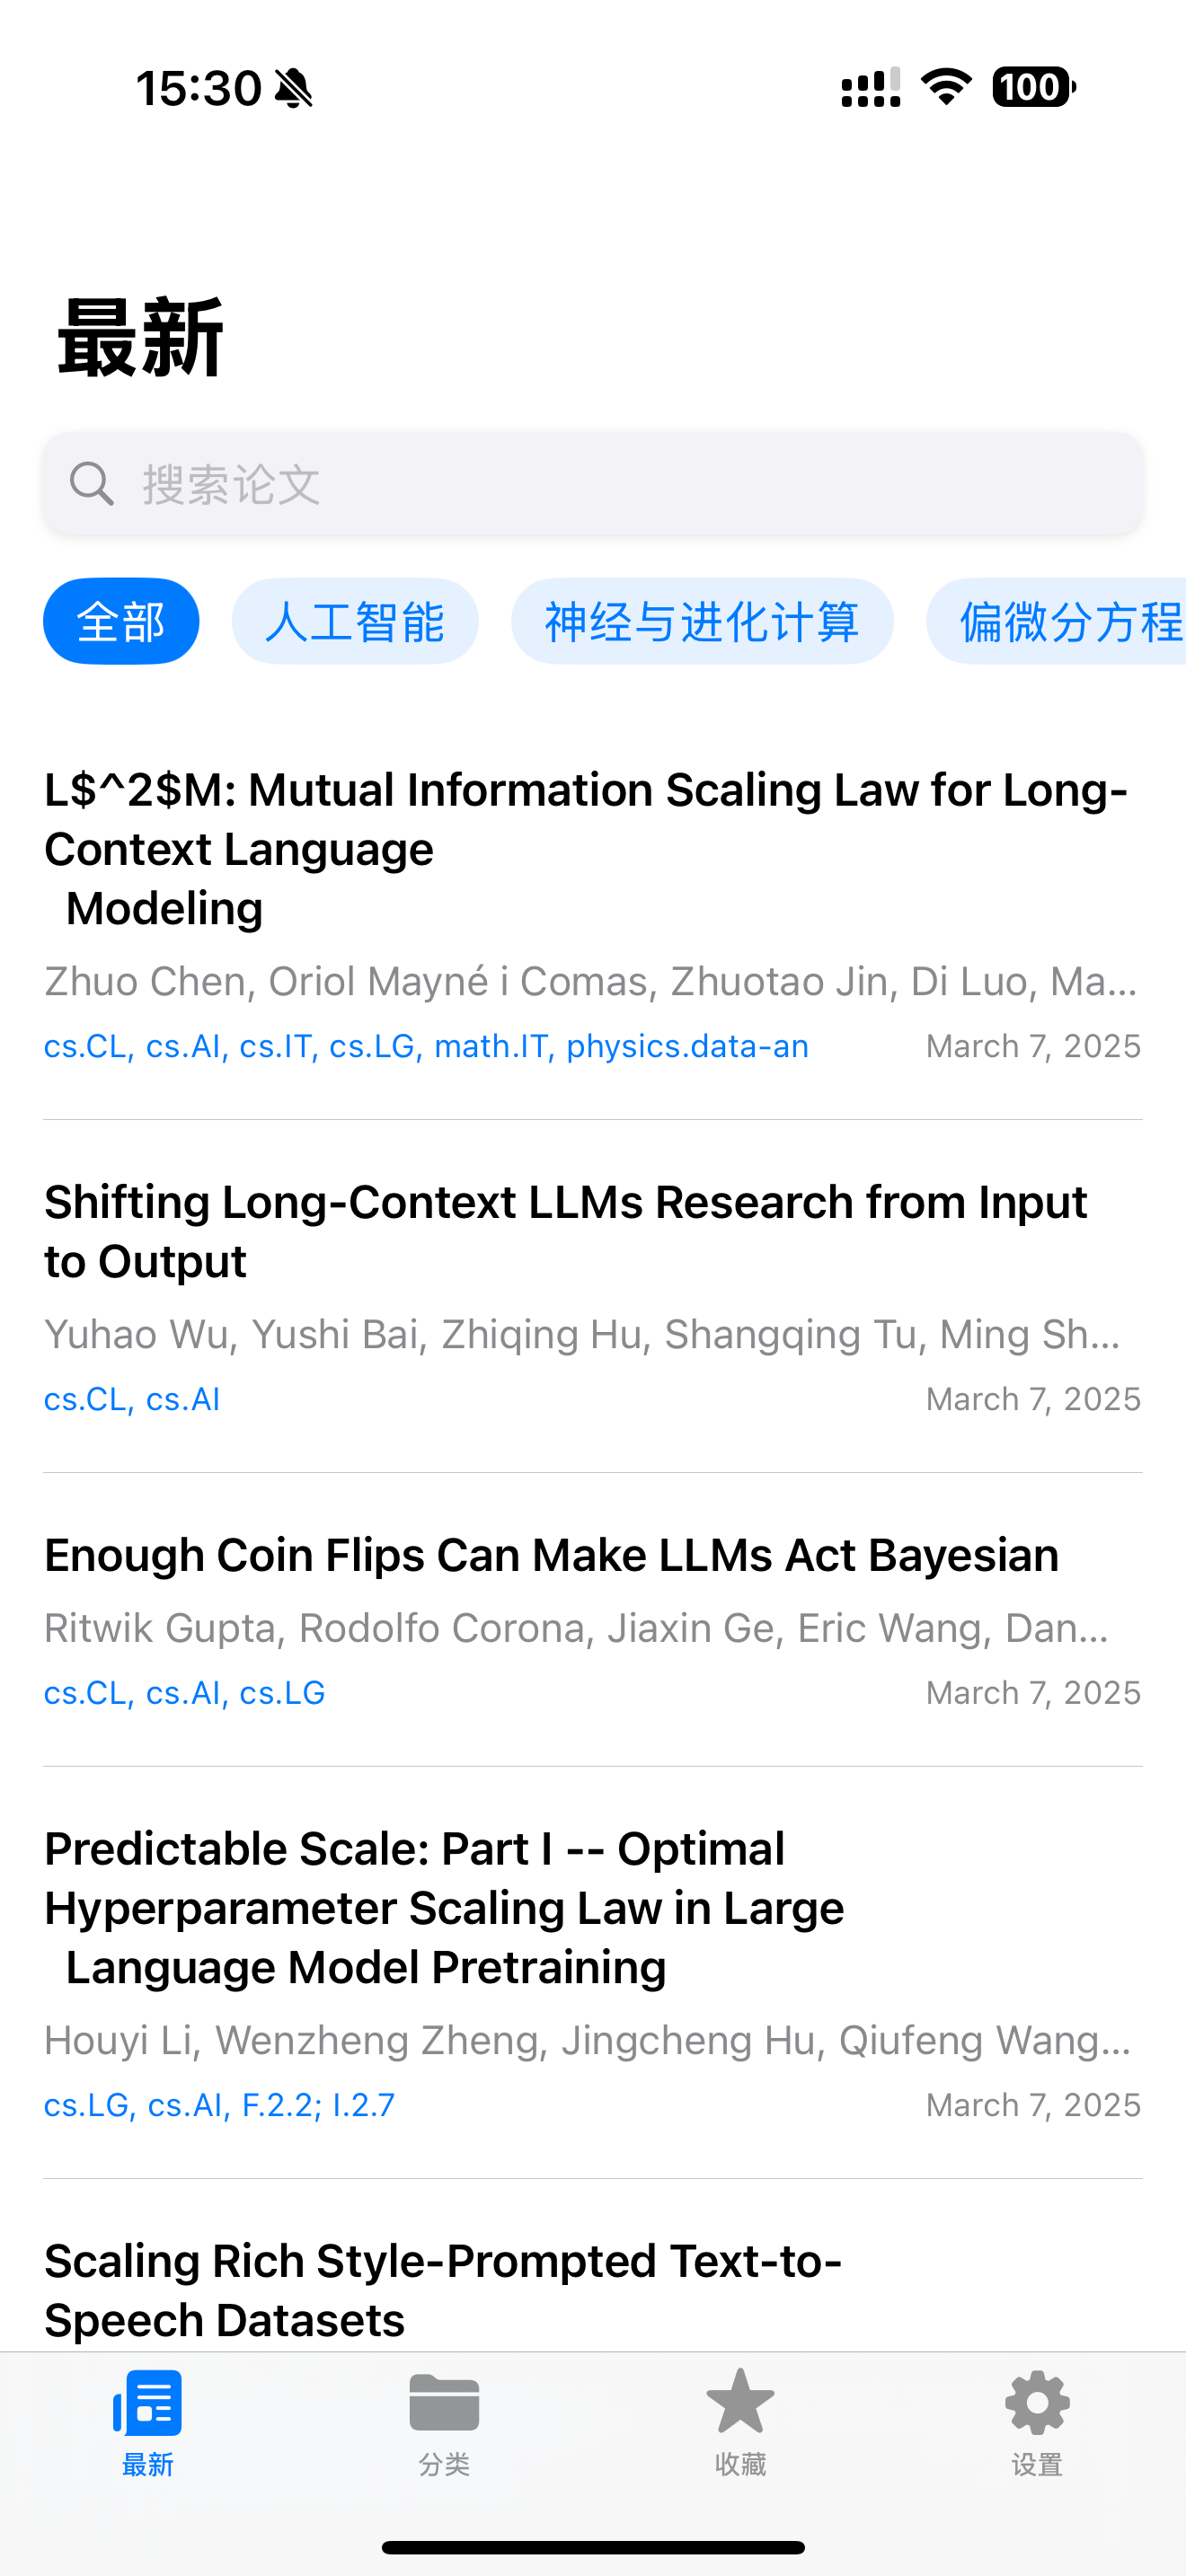 15:30
100
最新
搜索论文
全部 人工智能 神经与进化计算 偏微分方程
L$^2$M: Mutual Information Scaling Law for Long-
Context Language
Modeling
Zhuo Chen, Oriol Mayné i Comas, Zhuotao Jin, Di Luo, Ma...
cs.CL, cs.AI, cs.IT, cs.LG, math.IT, physics.data-an March 7, 2025
Shifting Long-Context LLMs Research from Input
to Output
Yuhao Wu, Yushi Bai, Zhiqing Hu, Shangqing Tu, Ming Sh...
cs.CL, cs.AI March 7, 2025
Enough Coin Flips Can Make LLMs Act Bayesian
Ritwik Gupta, Rodolfo Corona, Jiaxin Ge, Eric Wang, Dan...
cs.CL, cs.AI, cs.LG March 7, 2025
Predictable Scale: Part I -- Optimal
Hyperparameter Scaling Law in Large
Language Model Pretraining
Houyi Li, Wenzheng Zheng, Jingcheng Hu, Qiufeng Wang...
cs.LG, cs.AI, F.2.2; I.2.7 March 7, 2025
Scaling Rich Style-Prompted Text-to-
Speech Datasets
最新 分类 收藏 设置